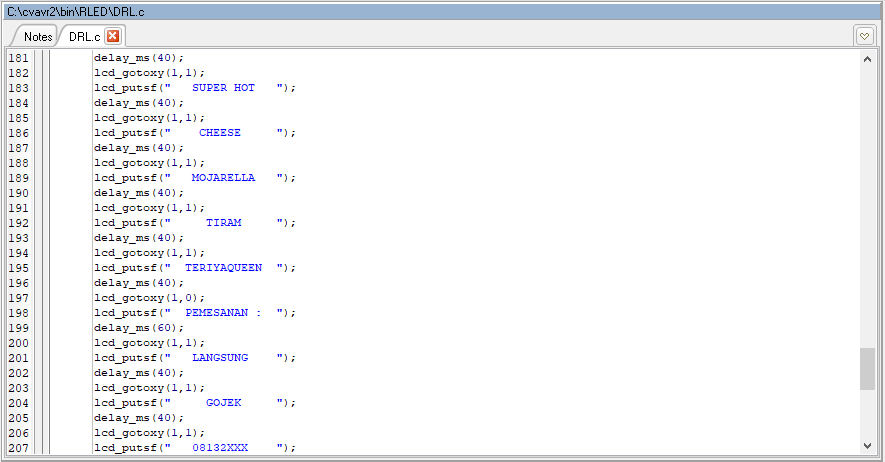 C:\cvavr2\bin\RLED\DRL.c
Notes DRL.c
181 delay_ms(40);
182 lcd_gotoxy(1,1);
183 lcd_putsf("   SUPER HOT   ");
184 delay_ms(40);
185 lcd_gotoxy(1,1);
186 lcd_putsf("    CHEESE     ");
187 delay_ms(40);
188 lcd_gotoxy(1,1);
189 lcd_putsf("   MOJARELLA   ");
190 delay_ms(40);
191 lcd_gotoxy(1,1);
192 lcd_putsf("     TIRAM     ");
193 delay_ms(40);
194 lcd_gotoxy(1,1);
195 lcd_putsf("  TERIYAQUEEN  ");
196 delay_ms(40);
197 lcd_gotoxy(1,0);
198 lcd_putsf("  PEMESANAN :  ");
199 delay_ms(60);
200 lcd_gotoxy(1,1);
201 lcd_putsf("   LANGSUNG    ");
202 delay_ms(40);
203 lcd_gotoxy(1,1);
204 lcd_putsf("     GOJEK     ");
205 delay_ms(40);
206 lcd_gotoxy(1,1);
207 lcd_putsf("   08132XXX    ");